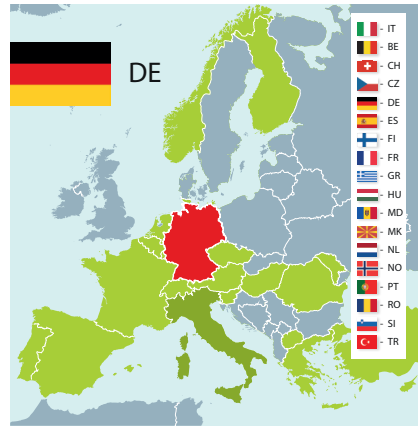 DE
- IT
- BE
- CH
- CZ
- DE
- ES
- FI
- FR
- GR
- HU
- MD
- MK
- NL
- NO
- PT
- RO
- SI
- TR